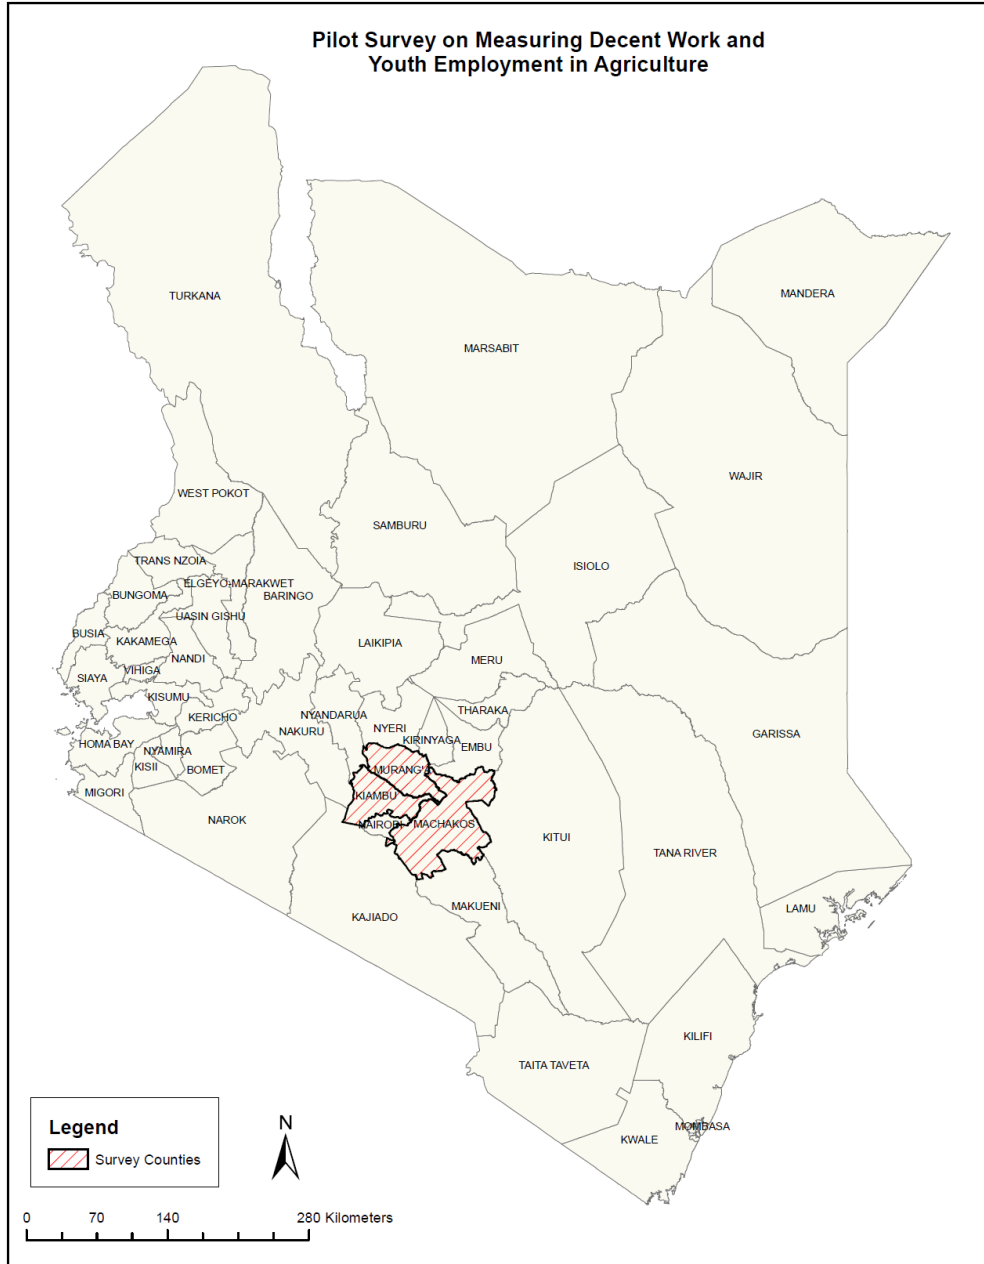 Pilot Survey on Measuring Decent Work and
Youth Employment in Agriculture
TURKANA
MANDERA
MARSABIT
WAJIR
WEST POKOT
SAMBURU
TRANS NZOIA
ISIOLO
ELGEYO-MARAKWET
BUNGOMA
BARINGO
UASIN GISHU
BUSIA
KAKAMEGA
LAIKIPIA
NANDI
MERU
VIHIGA
SIAYA
KISUMU
THARAKA
NYANDARUA
KERICHO
NYERI
NAKURU
GARISSA
KIRINYAGA
HOMA BAY
NYAMIRA
EMBU
KISII
BOMET
MURANG'A
MIGORI
KIAMBU
NAROK
NAIROBI
MACHAKOS
KITUI
TANA RIVER
MAKUENI
LAMU
KAJIADO
KILIFI
TAITA TAVETA
MOMBASA
KWALE
Legend
Survey Counties
N
0 70 140 280 Kilometers